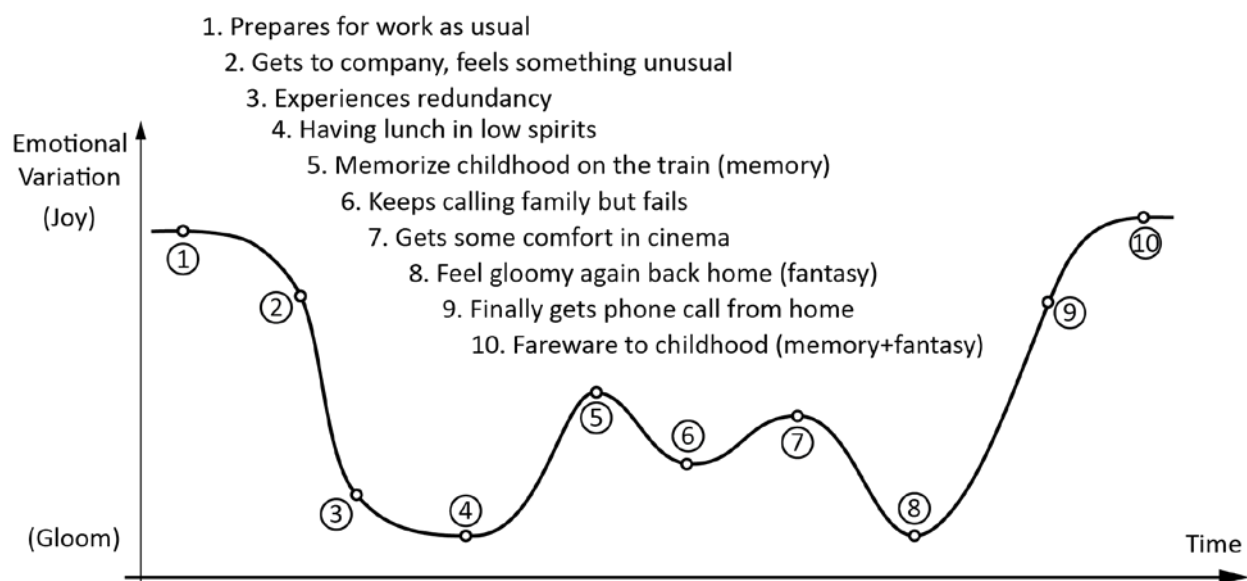 1. Prepares for work as usual
2. Gets to company, feels something unusual
3. Experiences redundancy
4. Having lunch in low spirits
5. Memorize childhood on the train (memory)
6. Keeps calling family but fails
7. Gets some comfort in cinema
8. Feel gloomy again back home (fantasy)
9. Finally gets phone call from home
10. Fareware to childhood (memory+fantasy)
Emotional
Variation
(Joy)
①
②
③
④
⑤
⑥
⑦
⑧
⑨
⑩
(Gloom)
Time